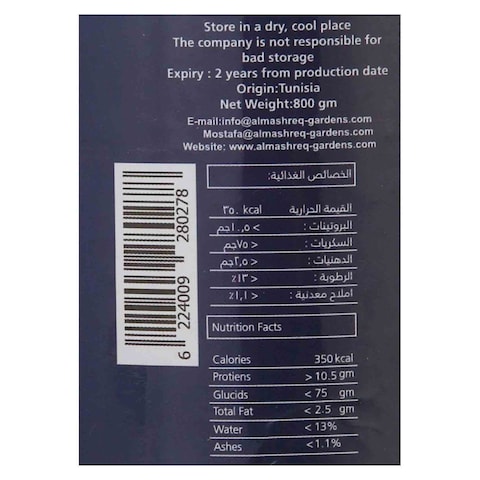 Store in a dry, cool place
The company is not responsible for
bad storage
Expiry : 2 years from production date
Origin:Tunisia
Net Weight:800 gm
E-mail:info@almashreq-gardens.com
Mostafa@almashreq-gardens.com
Website: www.almashreq-gardens.com
الخصائص الغذائية:
القيمة الحرارية ٣٥٠ kcal
البروتينات : > ١٠,٥جم
السكريات : < ٧٥جم
الدهنيات : < ٢,٥جم
الرطوبة : < ١٣٪
املاح معدنية : < ١,١٪
6 224009 280278
Nutrition Facts
Calories 350 kcal
Protiens > 10.5 gm
Glucids < 75 gm
Total Fat < 2.5 gm
Water < 13%
Ashes < 1.1%